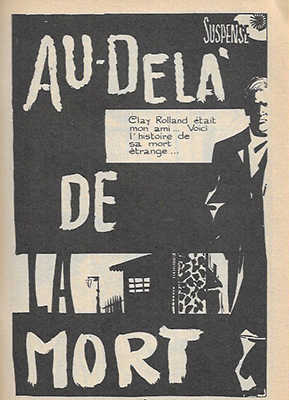 SUSPENSE
AU-DELÀ
Clay Rolland était
mon ami... Voici
l'histoire de
sa mort
étrange...
DE
LA
MORT